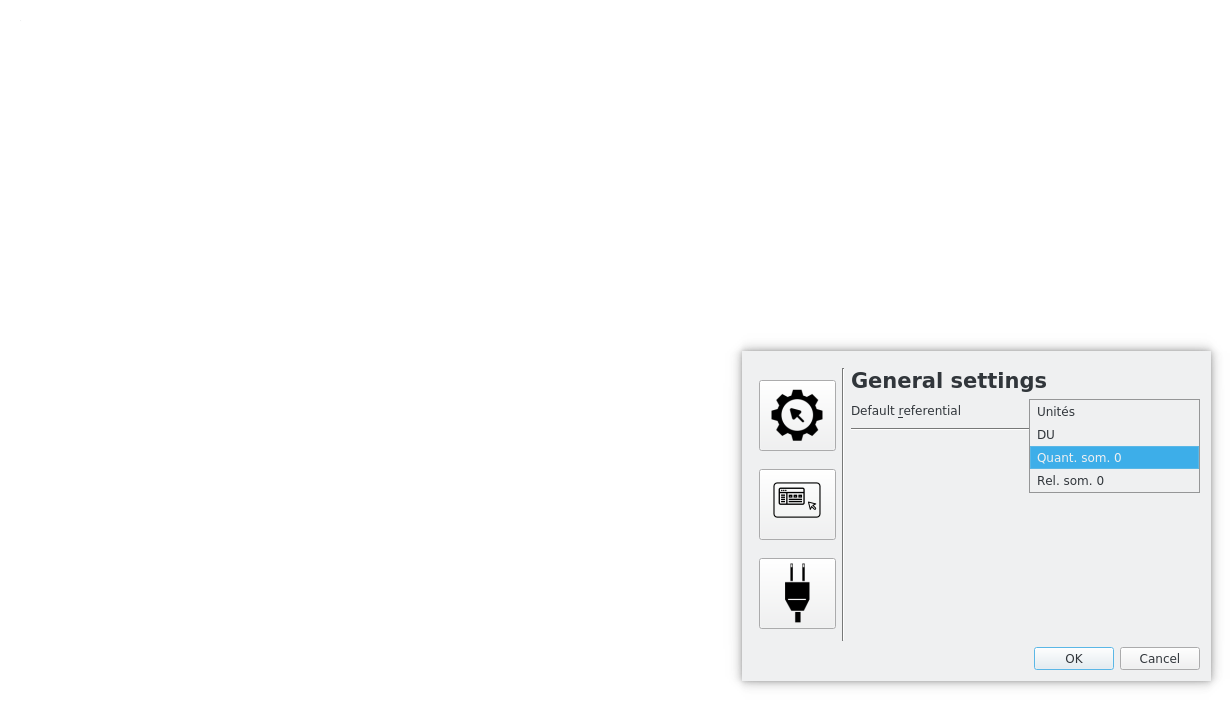 General settings
Default referential
Unités
DU
Quant. som. 0
Rel. som. 0
OK
Cancel